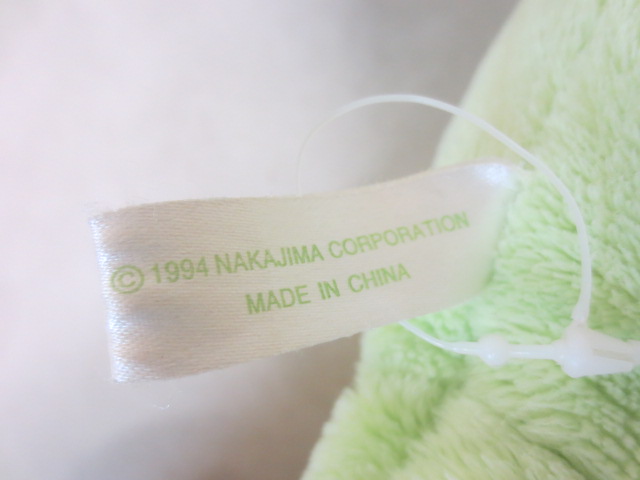 © 1994 NAKAJIMA CORPORATION
MADE IN CHINA